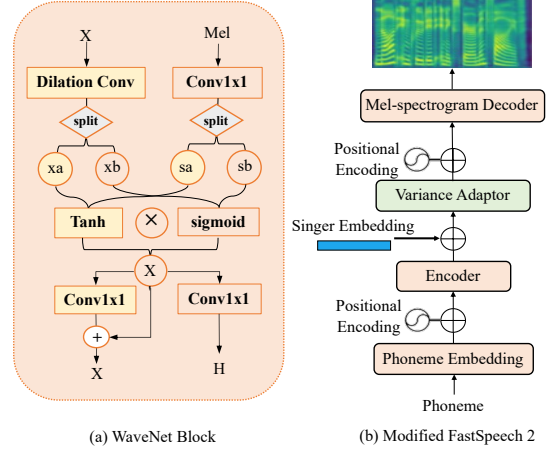 X
Mel
Dilation Conv
Conv1x1
split
split
xa
xb
sa
sb
Tanh
×
sigmoid
X
Conv1x1
Conv1x1
+
X
H
(a) WaveNet Block
Mel-spectrogram Decoder
Positional
Encoding
Variance Adaptor
Singer Embedding
Encoder
Positional
Encoding
Phoneme Embedding
Phoneme
(b) Modified FastSpeech 2